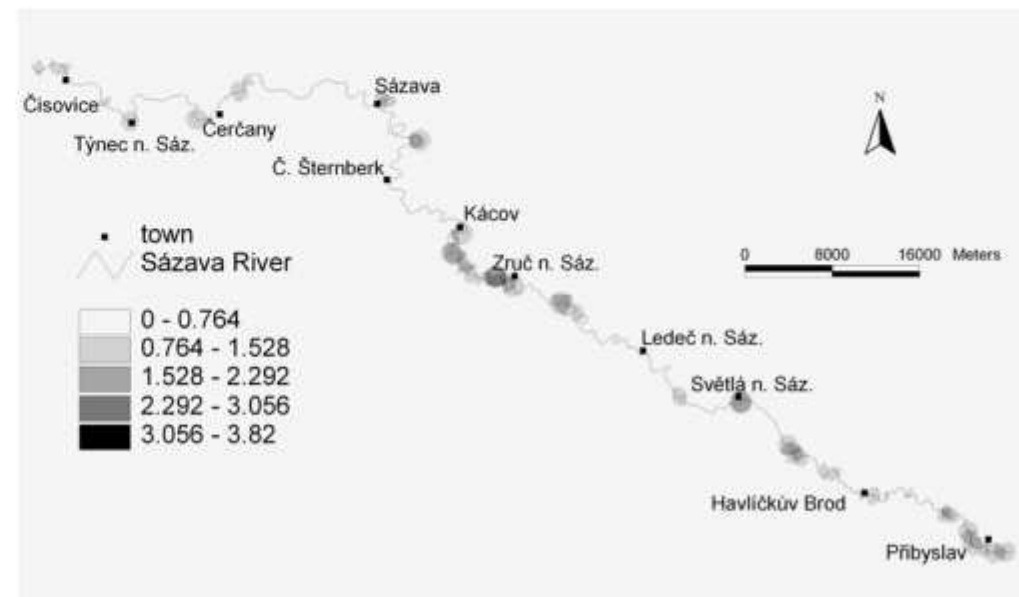 Sázava
Čisovice
Čerčany
Týnec n. Sáz.
N
Č. Šternberk
Kácov
town
Sázava River
Zruč n. Sáz.
0 8000 16000 Meters
0 - 0.764
0.764 - 1.528
1.528 - 2.292
2.292 - 3.056
3.056 - 3.82
Ledeč n. Sáz.
Světlá n. Sáz.
Havlíčkův Brod
Přibyslav